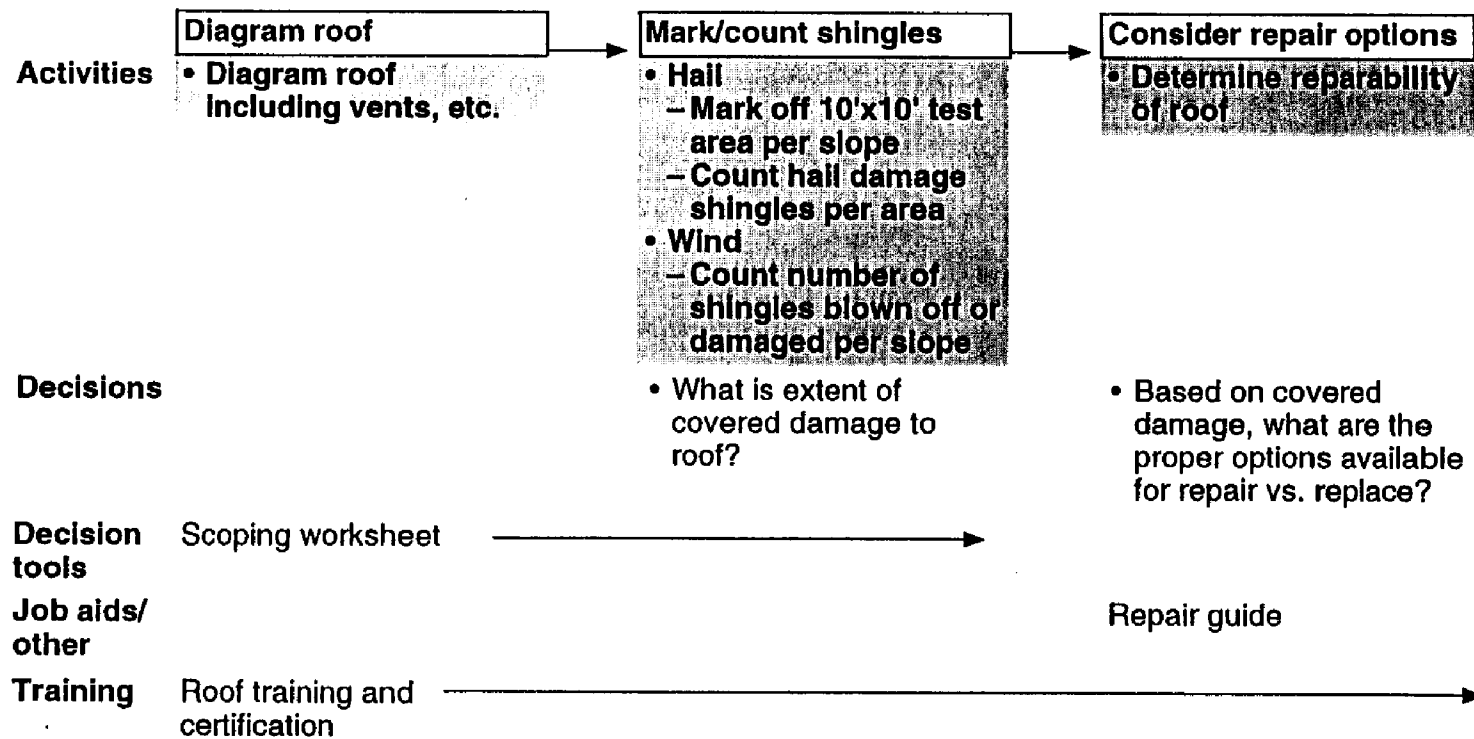 Diagram roof
Mark/count shingles
Consider repair options
Activities
• Diagram roof
including vents, etc.
• Hail
– Mark off 10'x10' test
area per slope
– Count hail damage
shingles per area
• Wind
– Count number of
shingles blown off or
damaged per slope
• Determine reparability
of roof
Decisions
• What is extent of
covered damage to
roof?
• Based on covered
damage, what are the
proper options available
for repair vs. replace?
Decision
tools
Scoping worksheet
Job aids/
other
Repair guide
Training
Roof training and
certification